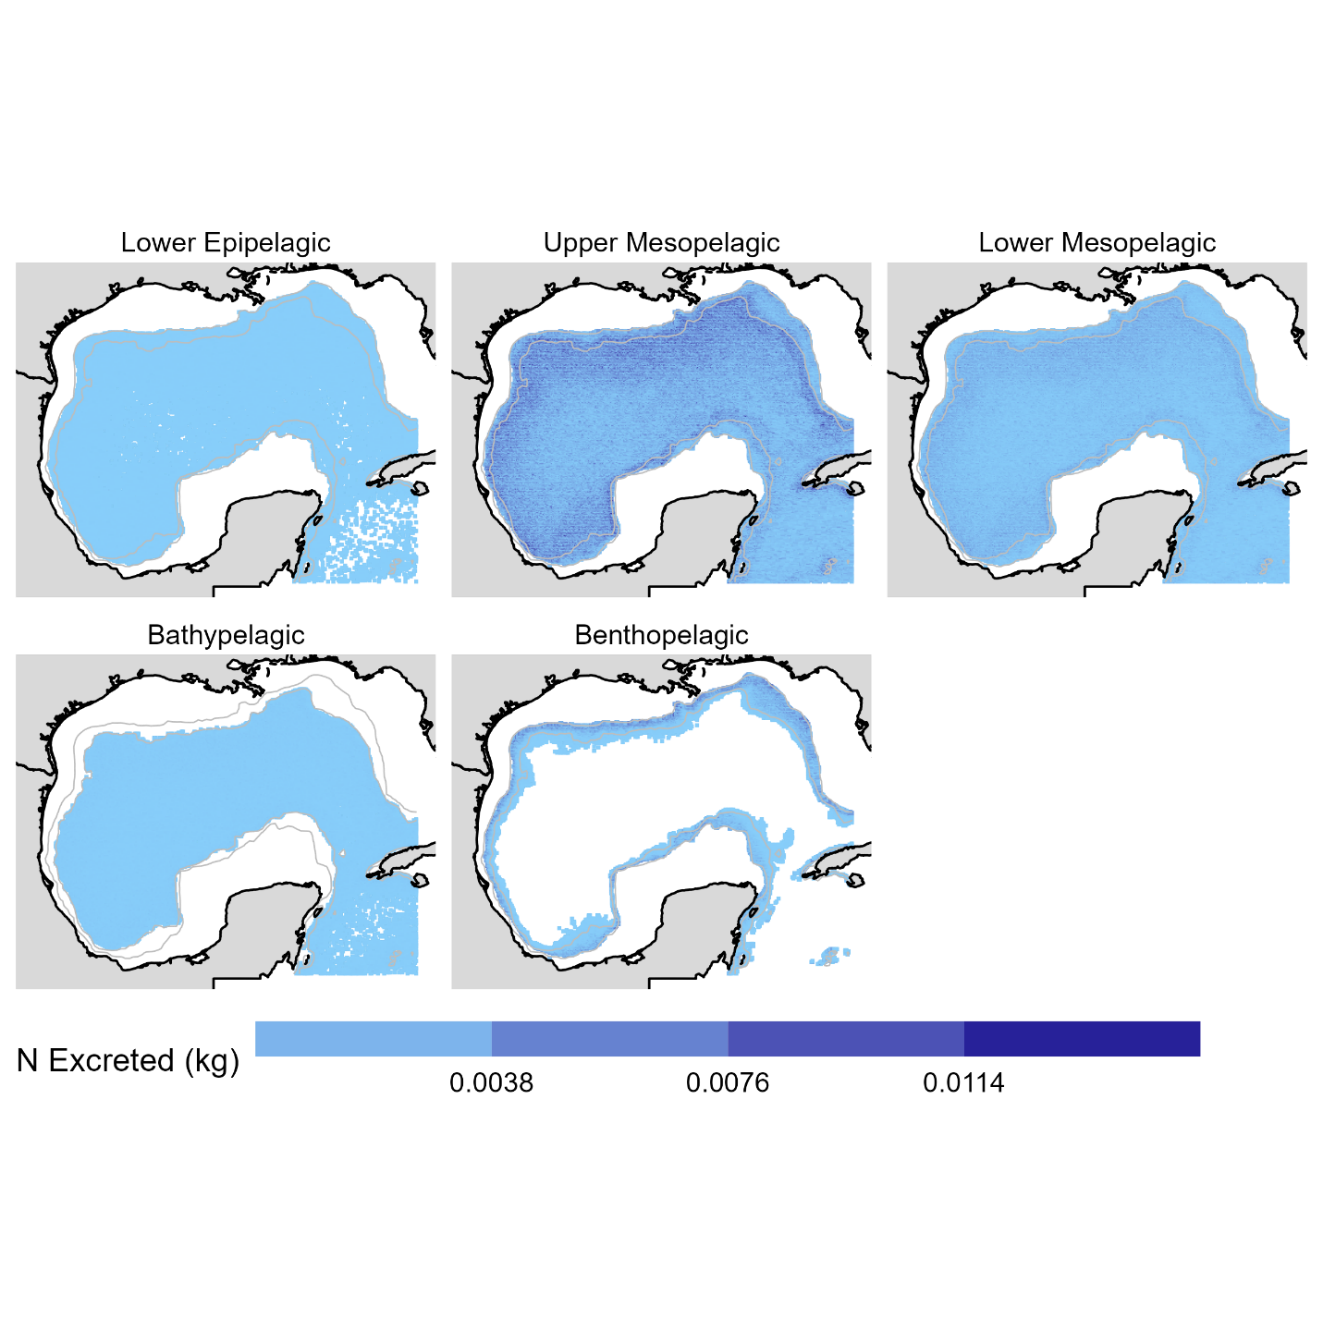 Lower Epipelagic
Upper Mesopelagic
Lower Mesopelagic
Bathypelagic
Benthopelagic
N Excreted (kg)
0.0038
0.0076
0.0114